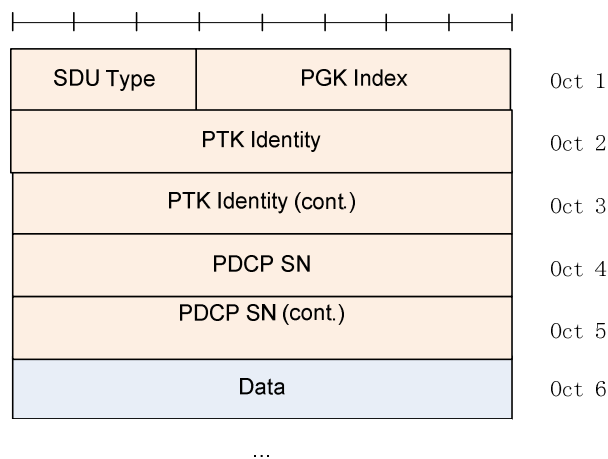 SDU Type PGK Index Oct 1
PTK Identity Oct 2
PTK Identity (cont.) Oct 3
PDCP SN Oct 4
PDCP SN (cont.) Oct 5
Data Oct 6
...